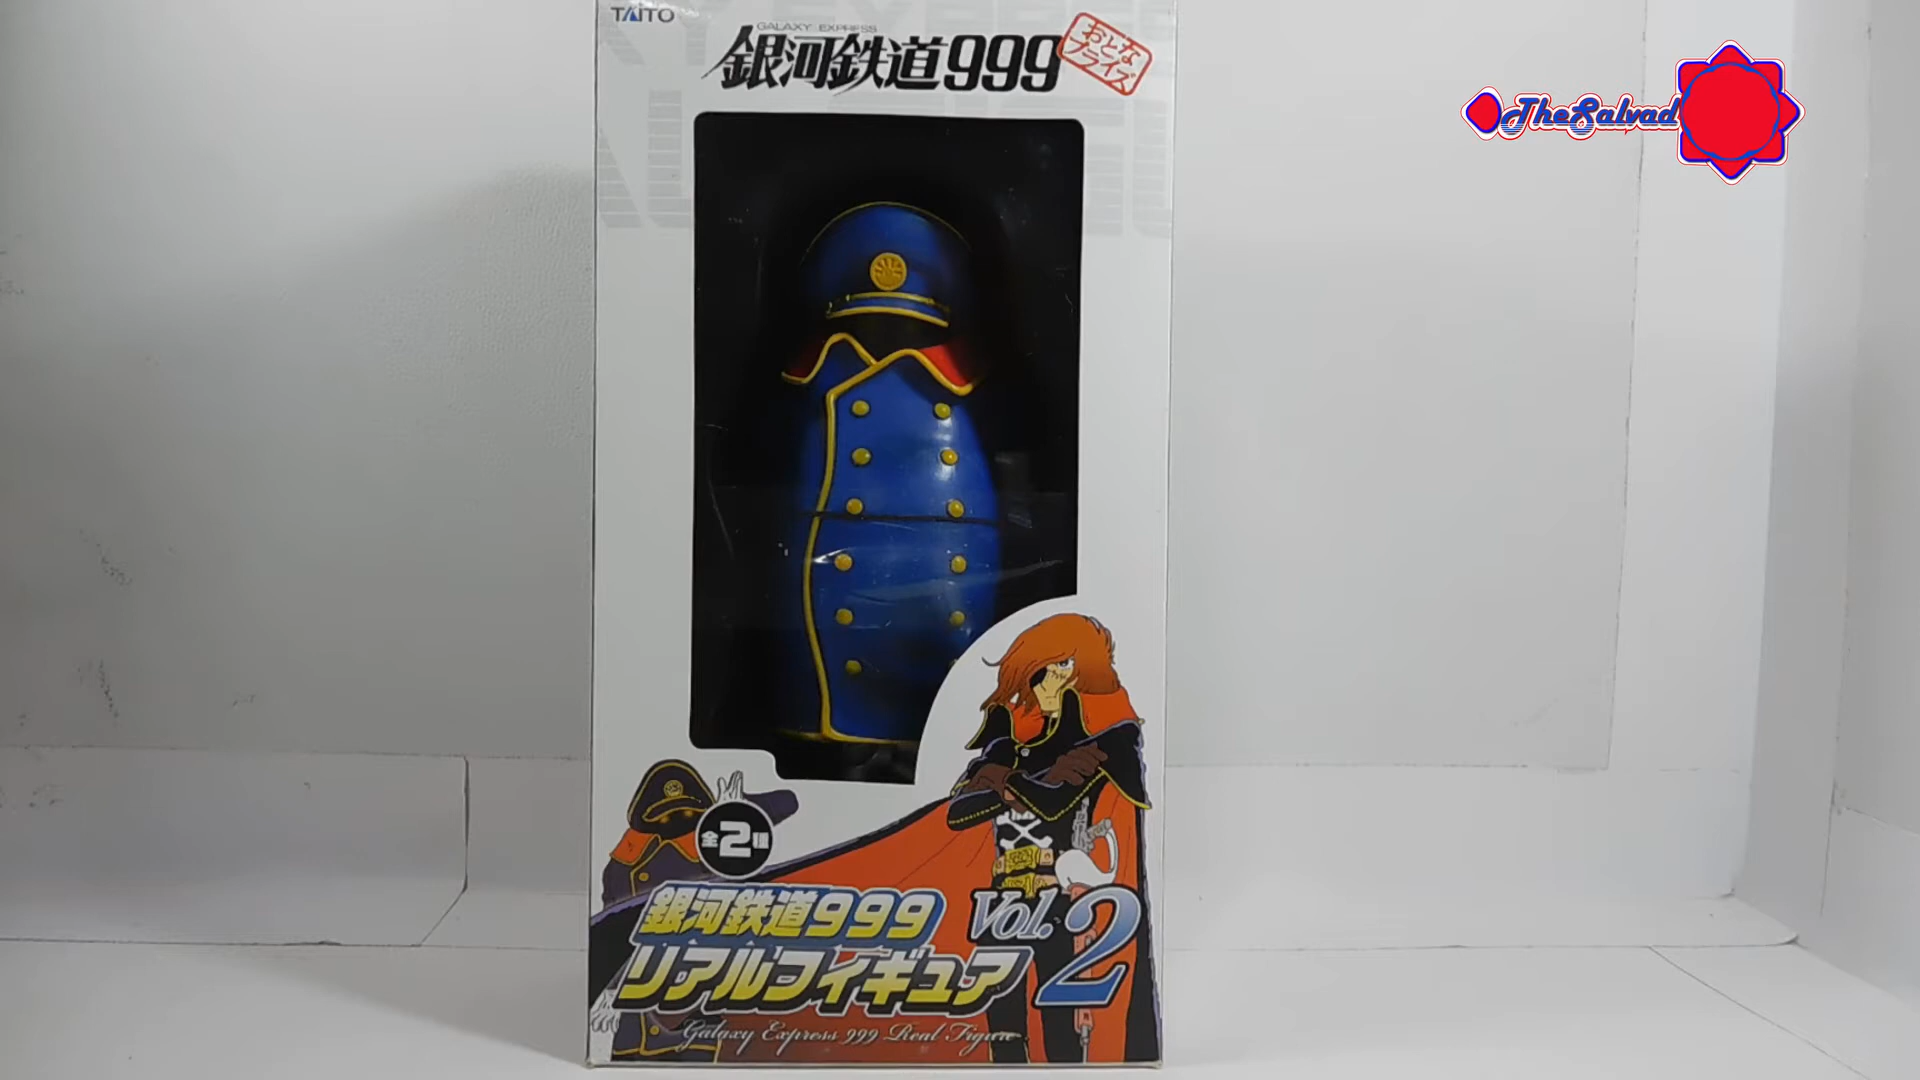 TAITO
GALAXY EXPRESS
銀河鉄道999
おとな
プライズ
TheSalvad
全2種
銀河鉄道999
Vol.2
リアルフィギュア
Galaxy Express 999 Real Figure